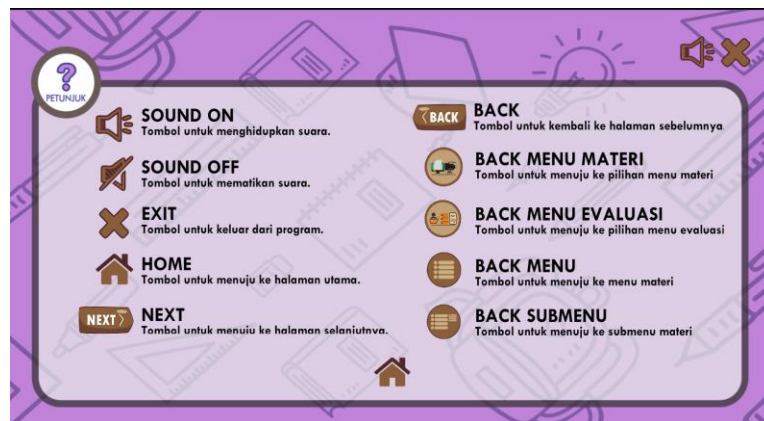 PETUNJUK
SOUND ON
Tombol untuk menghidupkan suara.
SOUND OFF
Tombol untuk mematikan suara.
EXIT
Tombol untuk keluar dari program.
HOME
Tombol untuk menuju ke halaman utama.
NEXT
NEXT
Tombol untuk menuju ke halaman selanjutnya.
BACK
BACK
Tombol untuk kembali ke halaman sebelumnya
BACK MENU MATERI
Tombol untuk menuju ke pilihan menu materi
BACK MENU EVALUASI
Tombol untuk menuju ke pilihan menu evaluasi
BACK MENU
Tombol untuk menuju ke menu materi
BACK SUBMENU
Tombol untuk menuju ke submenu materi